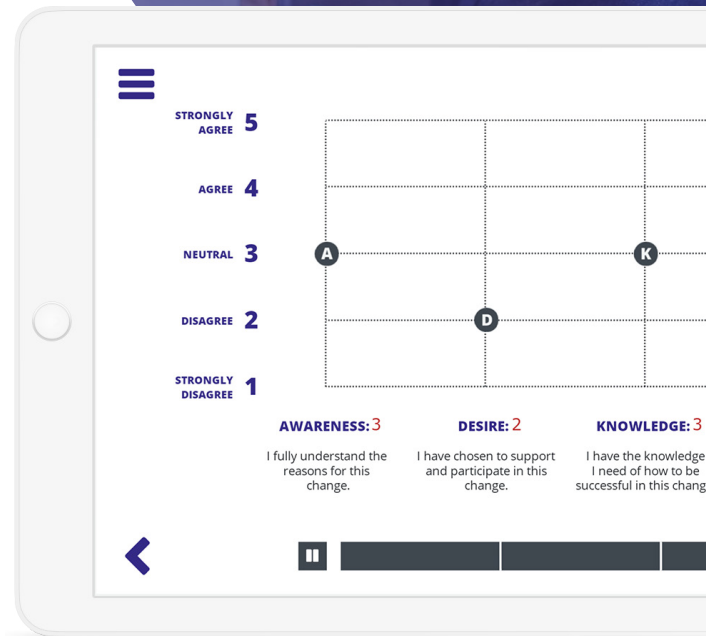 STRONGLY
AGREE 5
AGREE 4
NEUTRAL 3
A
K
DISAGREE 2
D
STRONGLY
DISAGREE 1
AWARENESS: 3
I fully understand the
reasons for this
change.
DESIRE: 2
I have chosen to support
and participate in this
change.
KNOWLEDGE: 3
I have the knowledge
I need of how to be
successful in this